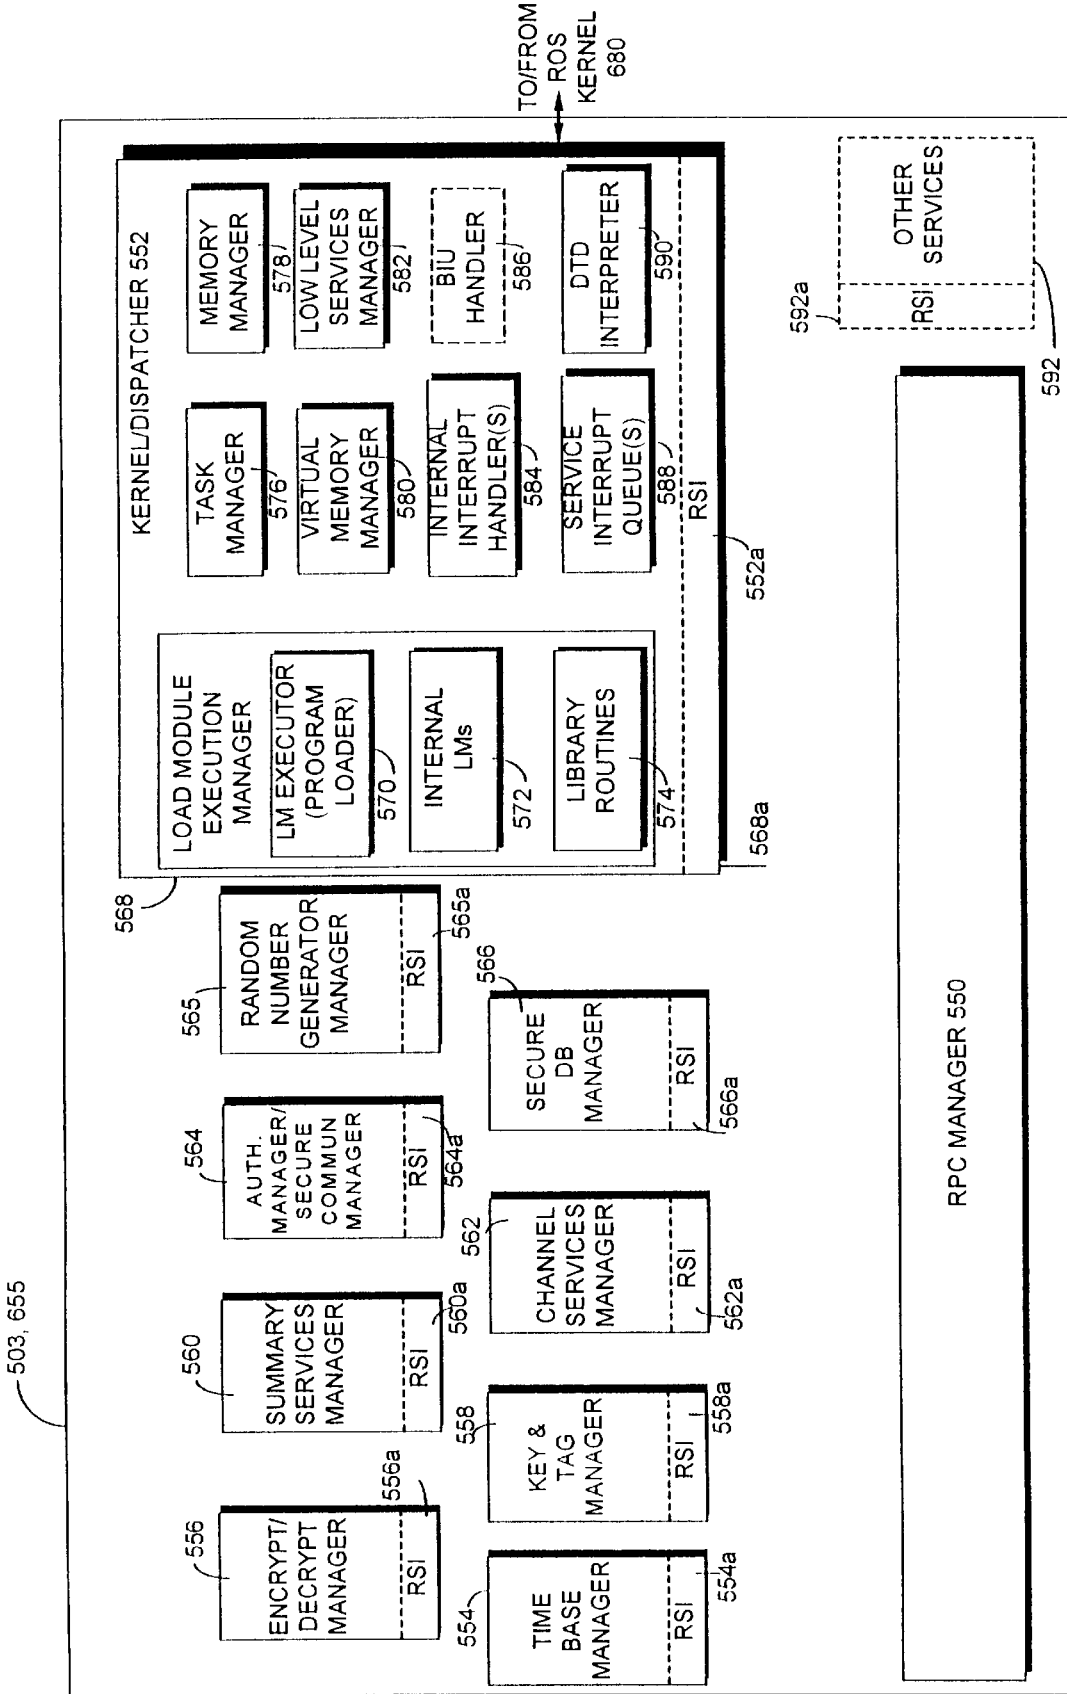 503, 655
556
ENCRYPT/
DECRYPT
MANAGER
RSI
556a
560
SUMMARY
SERVICES
MANAGER
RSI
560a
564
AUTH.
MANAGER/
SECURE
COMMUN
MANAGER
RSI
564a
565
RANDOM
NUMBER
GENERATOR
MANAGER
RSI
565a
554
TIME
BASE
MANAGER
RSI
554a
558
KEY &
TAG
MANAGER
RSI
558a
562
CHANNEL
SERVICES
MANAGER
RSI
562a
566
SECURE
DB
MANAGER
RSI
566a
568
KERNEL/DISPATCHER 552
LOAD MODULE
EXECUTION
MANAGER
LM EXECUTOR
(PROGRAM
LOADER)
570
INTERNAL
LMs
572
LIBRARY
ROUTINES
574
568a
TASK
MANAGER
576
MEMORY
MANAGER
578
VIRTUAL
MEMORY
MANAGER
580
LOW LEVEL
SERVICES
MANAGER
582
INTERNAL
INTERRUPT
HANDLER(S)
584
BIU
HANDLER
586
SERVICE
INTERRUPT
QUEUE(S)
588
DTD
INTERPRETER
590
RSI
552a
TO/FROM
ROS
KERNEL
680
RPC MANAGER 550
592a
RSI
OTHER
SERVICES
592